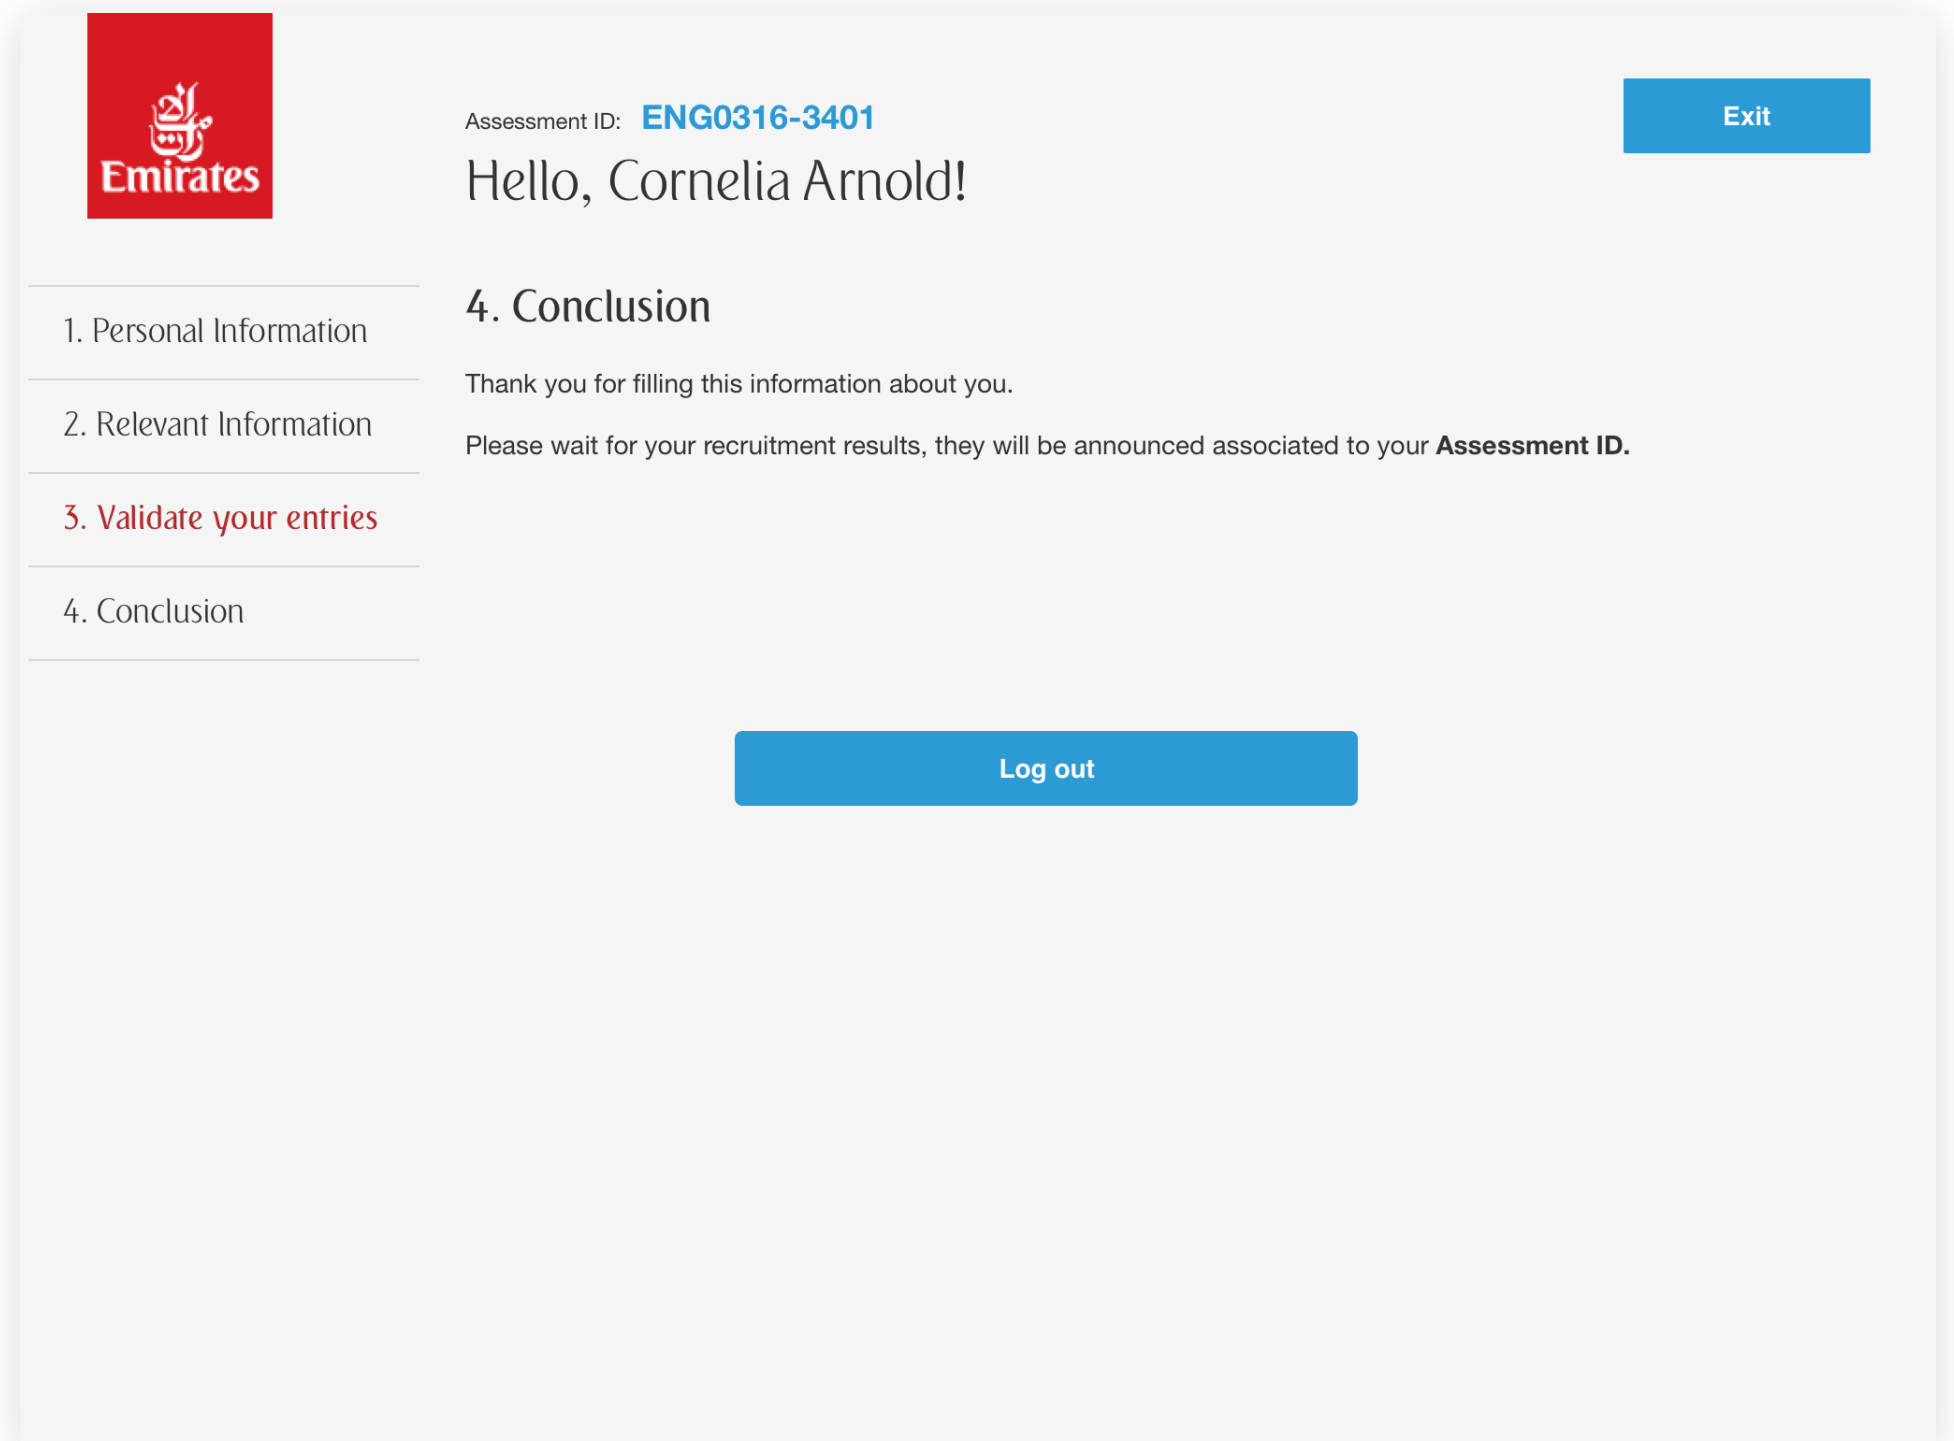 Emirates
Assessment ID: ENG0316-3401
Exit
Hello, Cornelia Arnold!
1. Personal Information
2. Relevant Information
3. Validate your entries
4. Conclusion
4. Conclusion
Thank you for filling this information about you.
Please wait for your recruitment results, they will be announced associated to your Assessment ID.
Log out